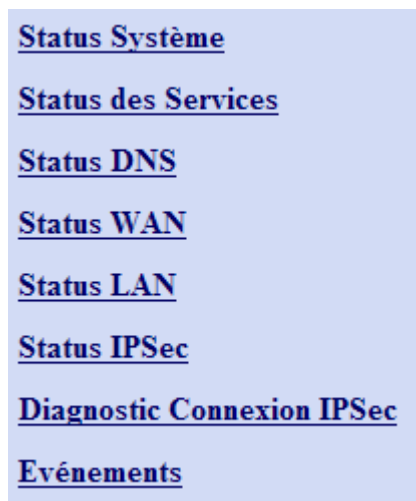 Status Système
Status des Services
Status DNS
Status WAN
Status LAN
Status IPSec
Diagnostic Connexion IPSec
Evénements